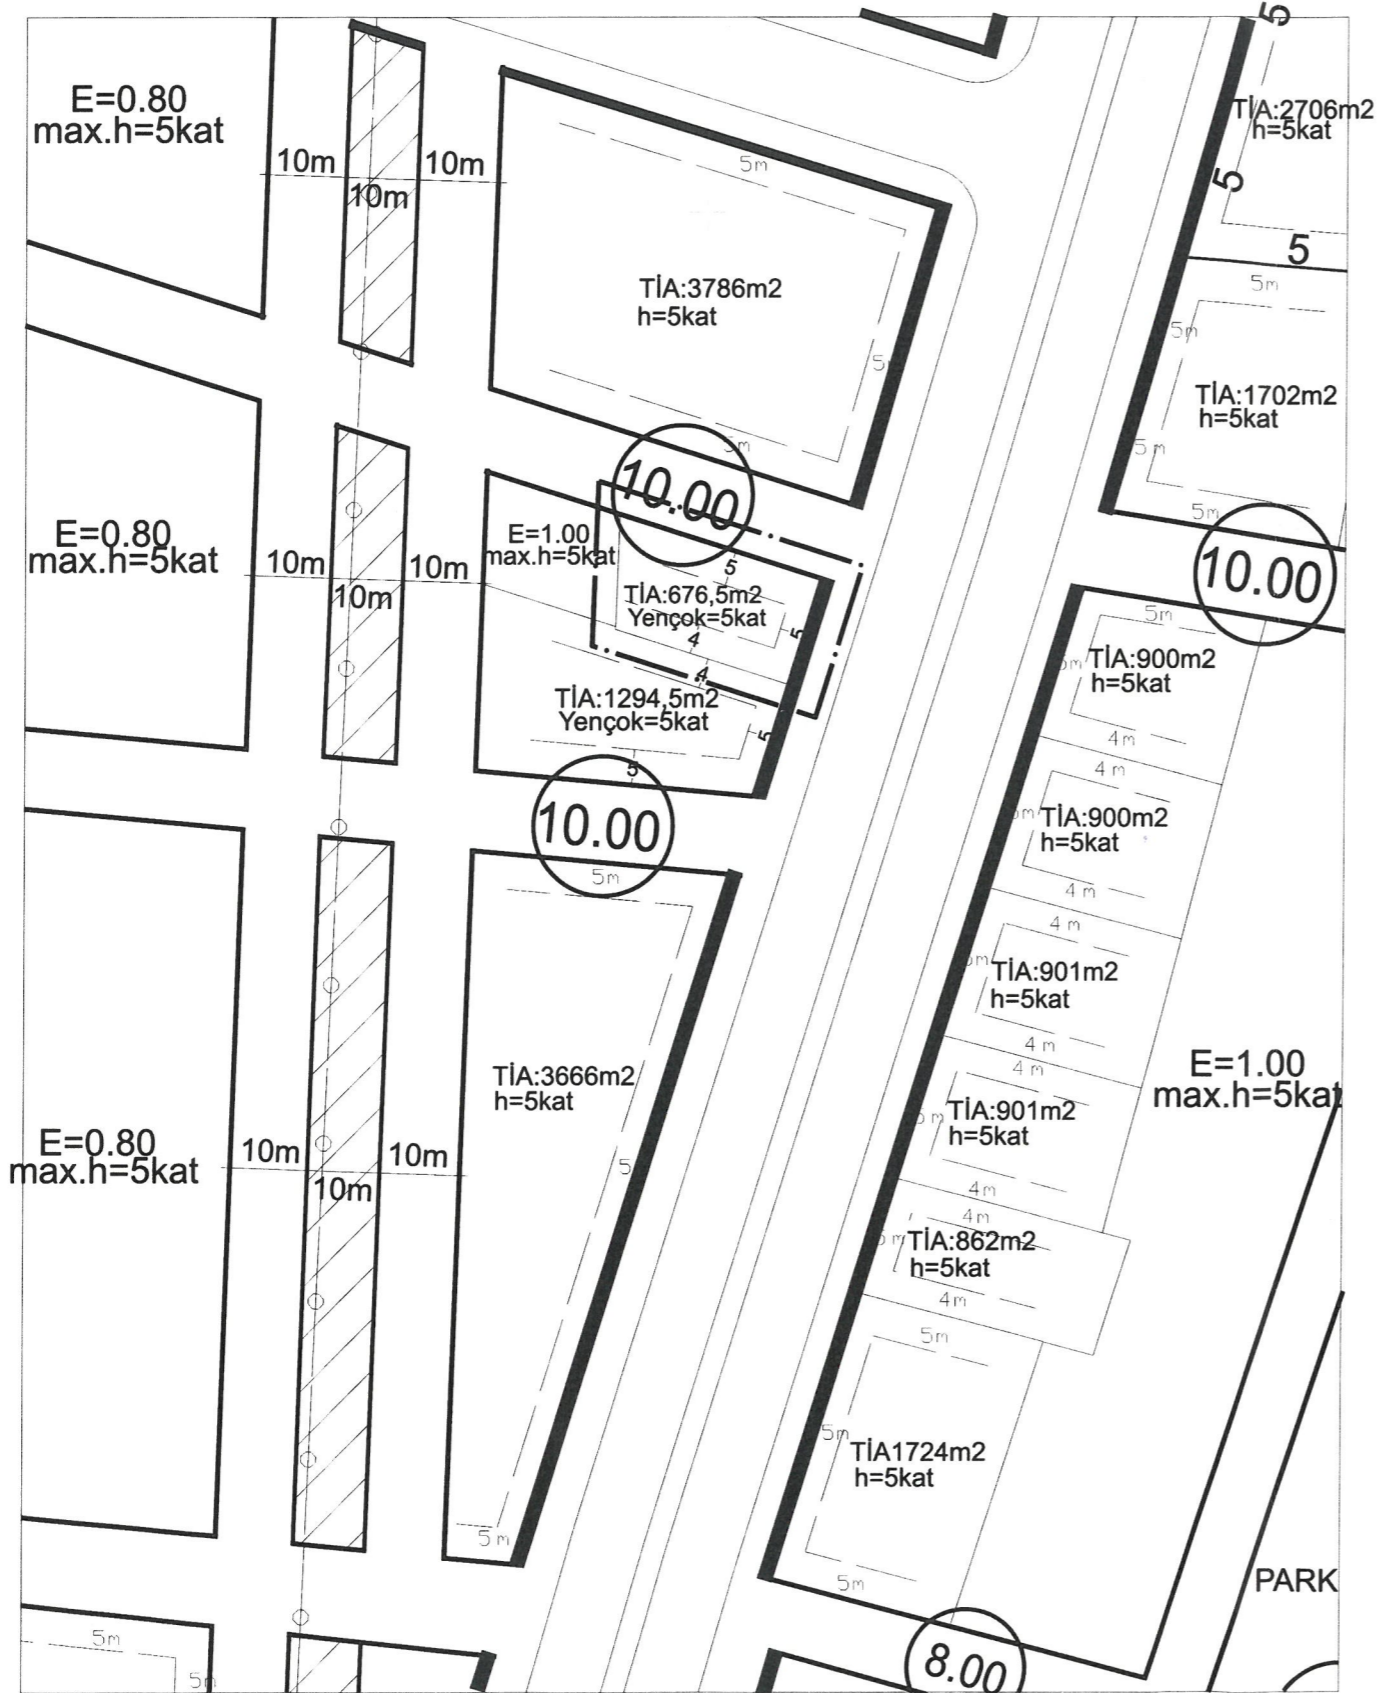 5
E=0.80
max.h=5kat
TİA:2706m2
h=5kat
10m
10m
10m
5m
5
5
TİA:3786m2
h=5kat
5m
5m
5m
5m
TİA:1702m2
h=5kat
5m
5m
5m
10.00
E=0.80
max.h=5kat
10m
10m
10m
E=1.00
max.h=5kat
5
TİA:676,5m2
Yençok=5kat
5
4
4
10.00
5m
TİA:900m2
h=5kat
4m
TİA:1294,5m2
Yençok=5kat
5
5
10.00
5m
4m
TİA:900m2
h=5kat
4m
4m
TİA:901m2
h=5kat
4m
4m
TİA:901m2
h=5kat
4m
E=1.00
max.h=5kat
TİA:3666m2
h=5kat
5
E=0.80
max.h=5kat
10m
10m
10m
4m
TİA:862m2
h=5kat
4m
5m
5m
TİA1724m2
h=5kat
5m
5m
PARK
5m
8.00